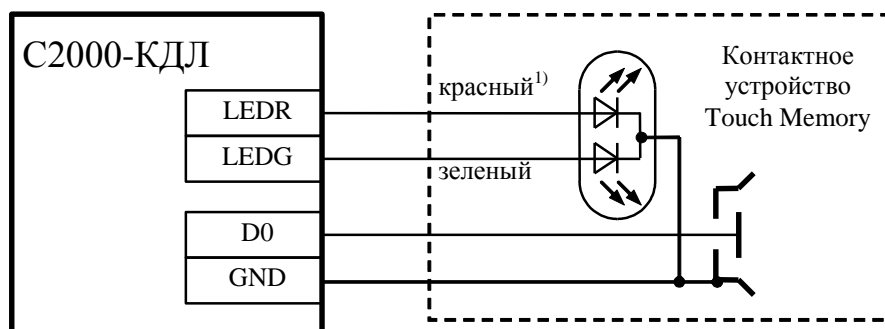 С2000-КДЛ
Контактное
устройство
Touch Memory
LEDR
красный¹⁾
LEDG
зеленый
D0
GND